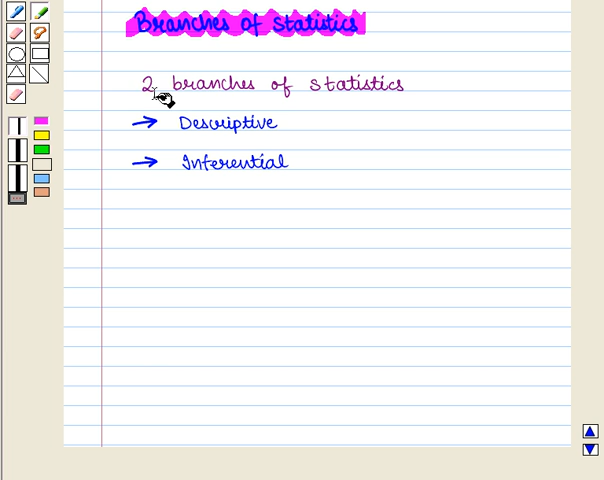 Branches of Statistics
2 branches of statistics
→ Descriptive
→ Inferential